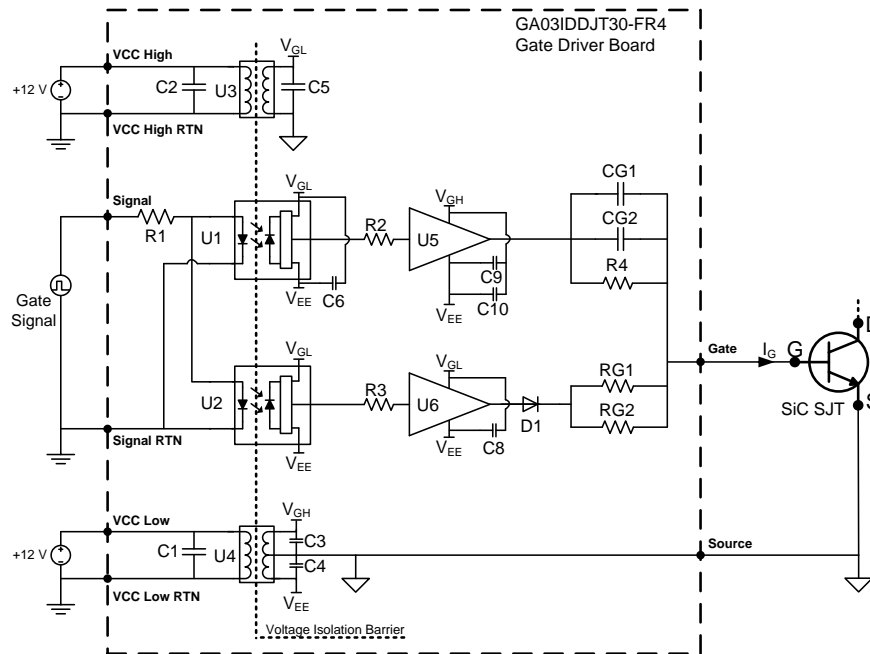 GA03IDDJT30-FR4
Gate Driver Board
VCC High
VGL
+12 V
C2
U3
C5
VCC High RTN
Signal
R1
U1
VGL
VEE
C6
R2
VGH
U5
C9
C10
VEE
CG1
CG2
R4
Gate
Signal
Gate
IG
G
D
S
SiC SJT
U2
VGL
VEE
R3
VGL
U6
VEE
C8
D1
RG1
RG2
Signal RTN
VCC Low
VGH
+12 V
C1
U4
C3
C4
VEE
VCC Low RTN
Source
Voltage Isolation Barrier